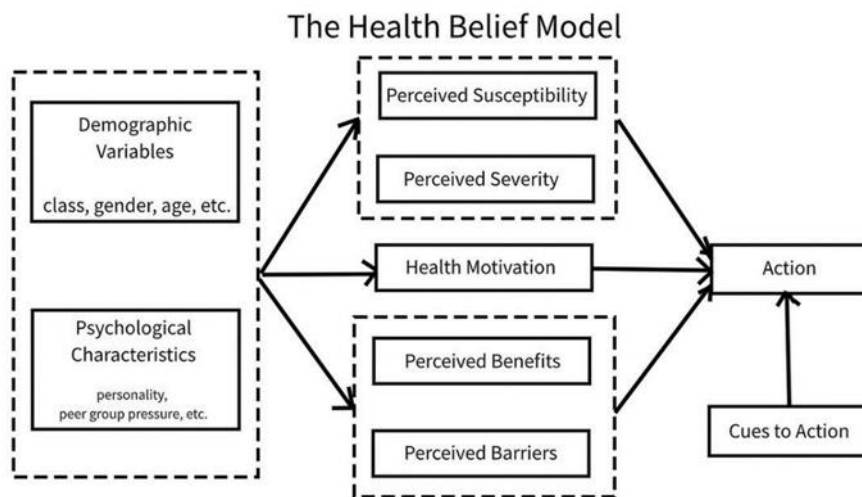 The Health Belief Model
Demographic
Variables
class, gender, age, etc.
Psychological
Characteristics
personality,
peer group pressure, etc.
Perceived Susceptibility
Perceived Severity
Health Motivation
Perceived Benefits
Perceived Barriers
Action
Cues to Action